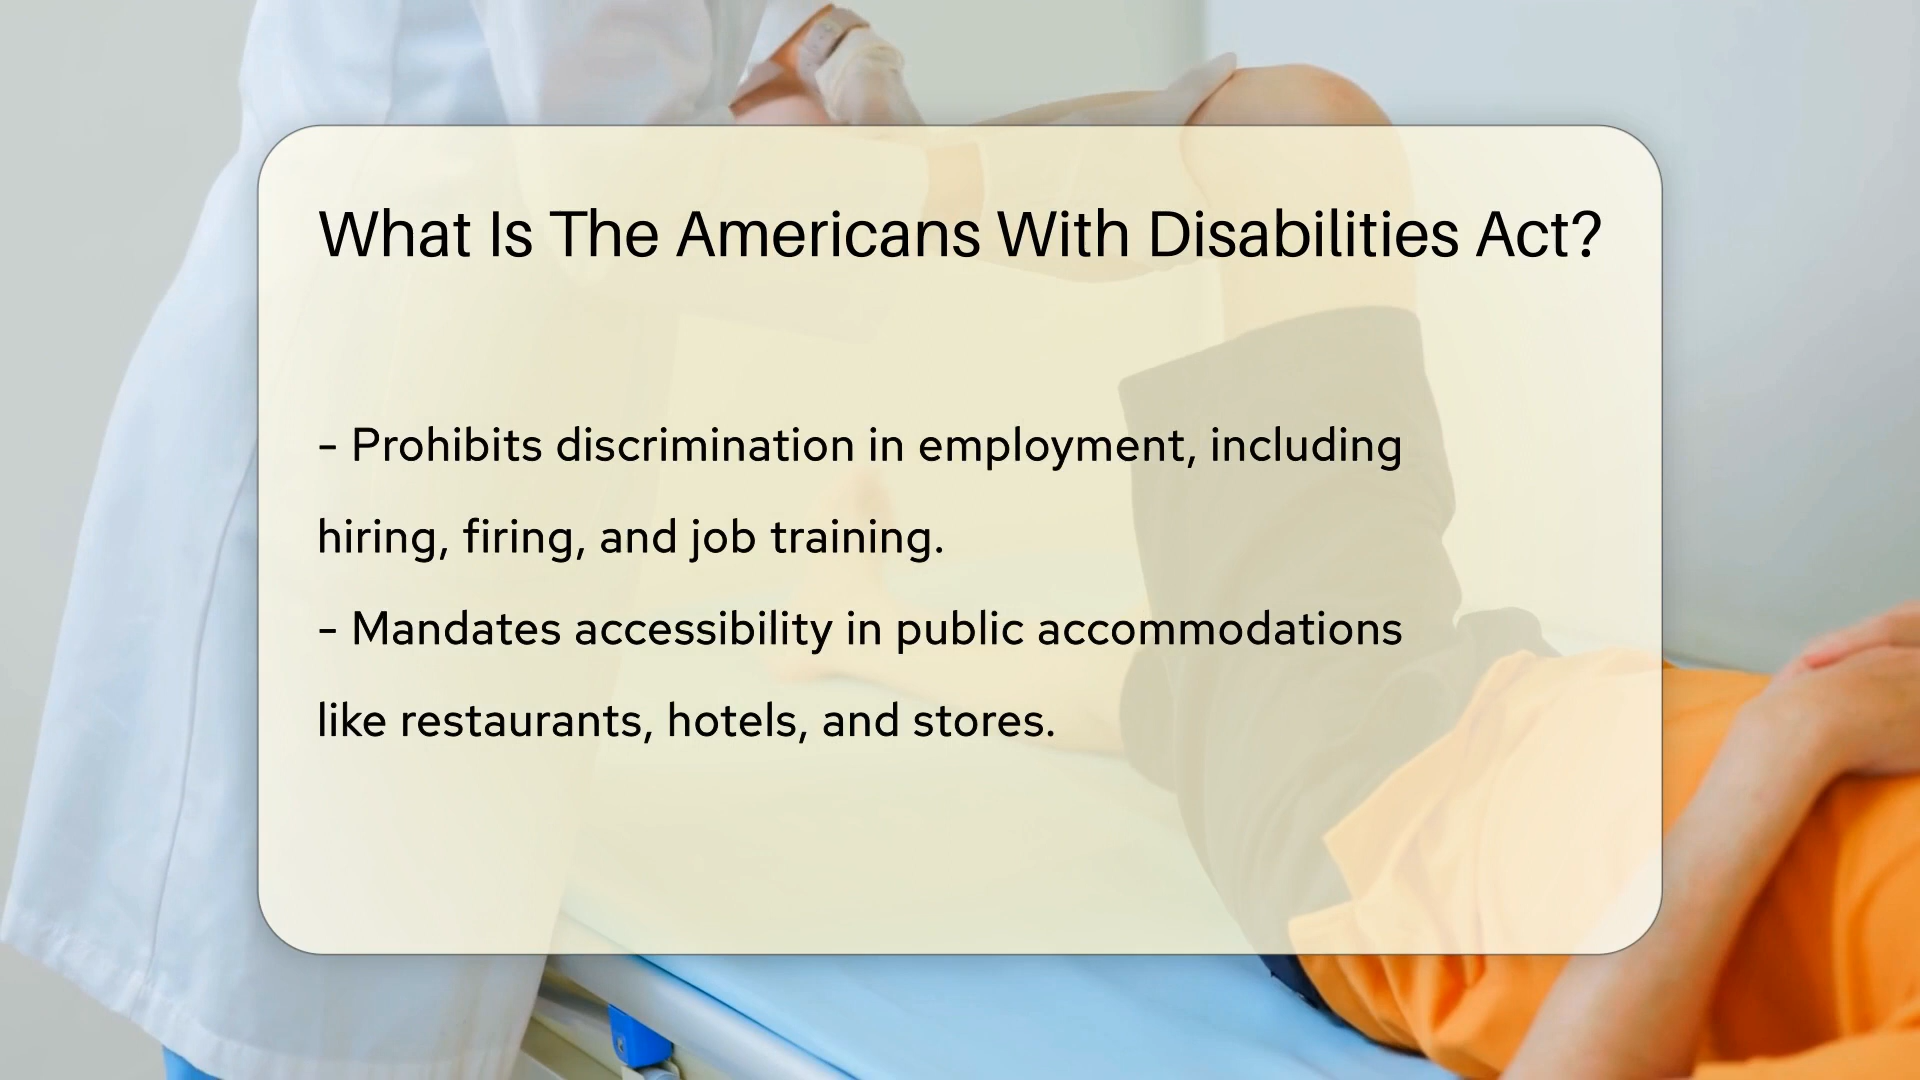 What Is The Americans With Disabilities Act?
- Prohibits discrimination in employment, including
hiring, firing, and job training.
- Mandates accessibility in public accommodations
like restaurants, hotels, and stores.